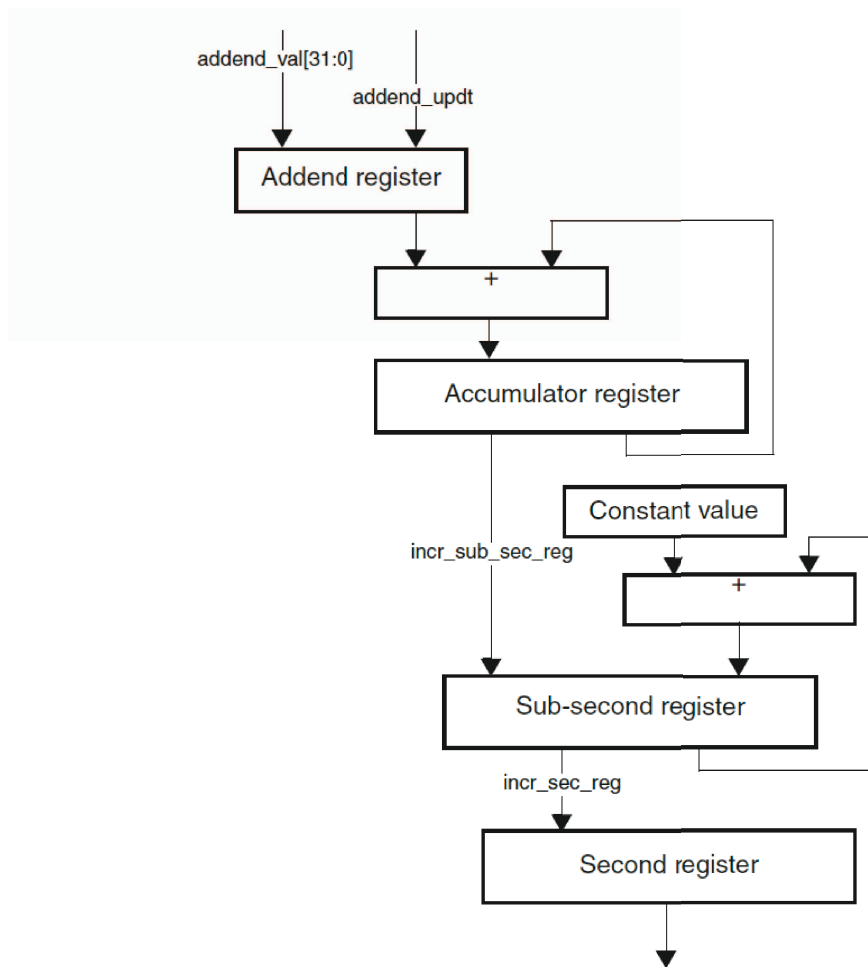 addend_val[31:0]
addend_updt
Addend register
+
Accumulator register
Constant value
incr_sub_sec_reg
+
Sub-second register
incr_sec_reg
Second register